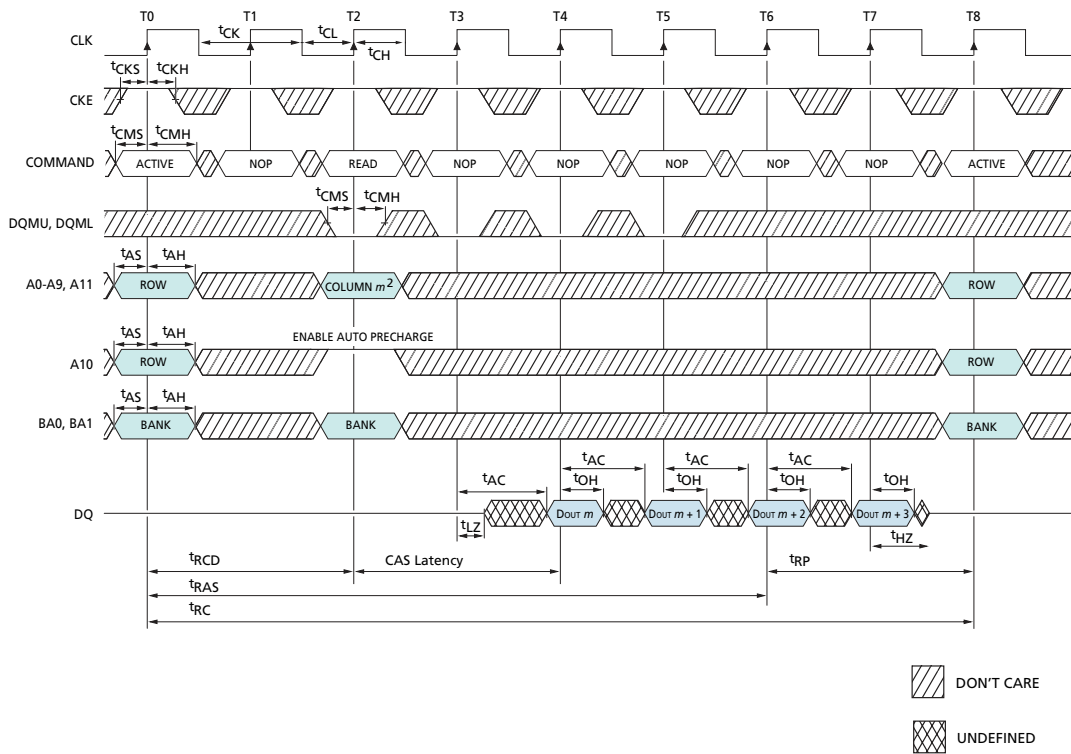 T0 T1 T2 T3 T4 T5 T6 T7 T8
CLK
tCK tCL
tCH
tCKS tCKH
CKE
tCMS tCMH
COMMAND ACTIVE NOP READ NOP NOP NOP NOP NOP ACTIVE
tCMS tCMH
DQMU, DQML
tAS tAH
A0-A9, A11 ROW COLUMN m2 ROW
ENABLE AUTO PRECHARGE
tAS tAH
A10 ROW ROW
tAS tAH
BA0, BA1 BANK BANK BANK
tAC tAC tAC tAC
tOH tOH tOH tOH
DQ DOUT m DOUT m + 1 DOUT m + 2 DOUT m + 3
tLZ tHZ
tRCD CAS Latency tRP
tRAS
tRC
DON'T CARE
UNDEFINED